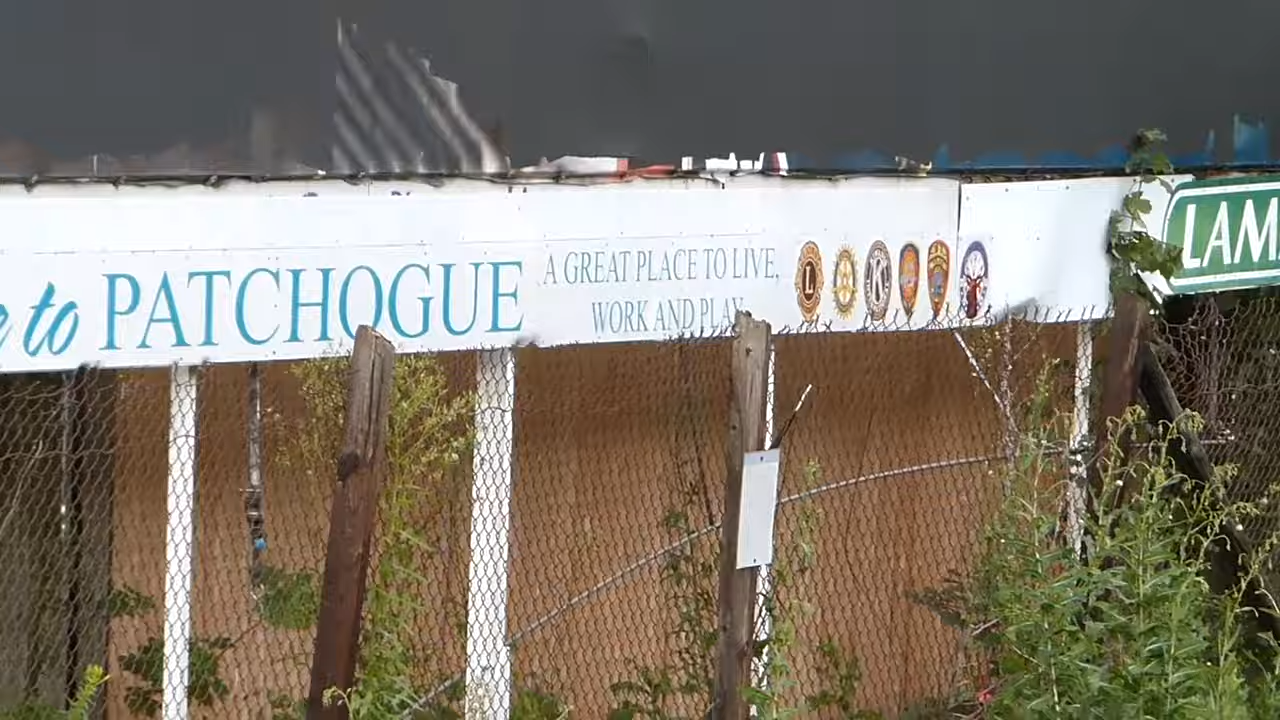 to PATCHOGUE
A GREAT PLACE TO LIVE,
WORK AND PLAY
L
K
LAM